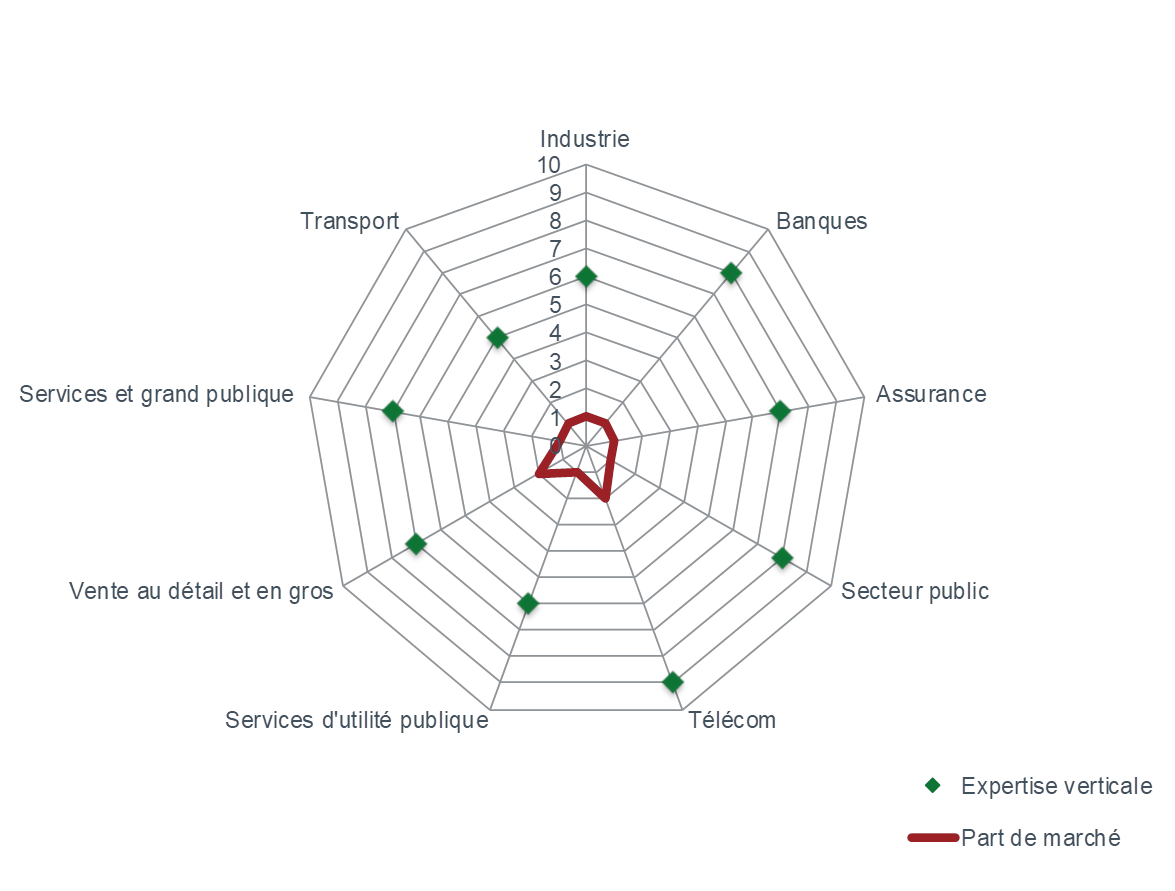 Industrie
10
Transport
Banques
9
8
7
6
5
4
3
Services et grand publique
Assurance
2
1
0
Vente au détail et en gros
Secteur public
Services d'utilité publique
Télécom
Expertise verticale
Part de marché